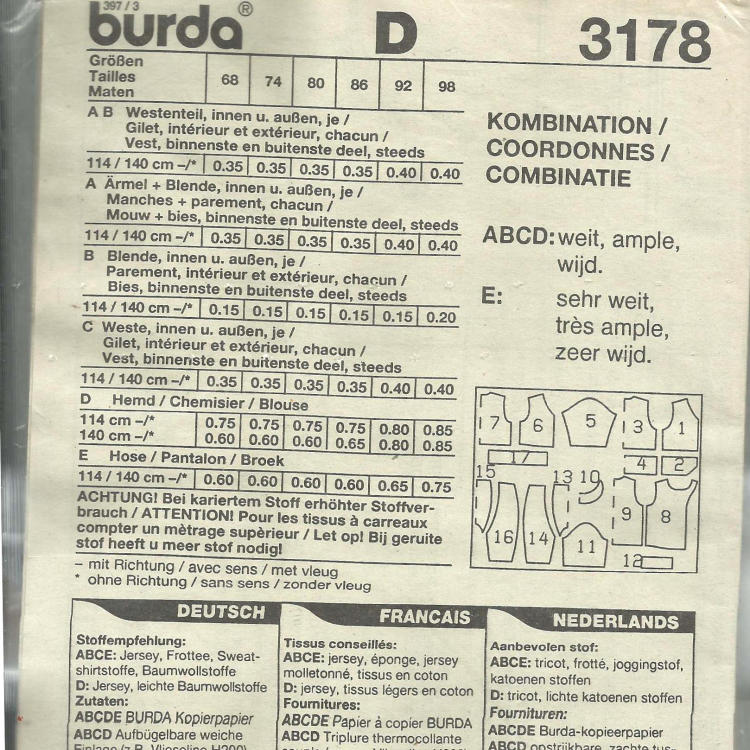 397 / 3
burda® D 3178
Größen
Tailles
Maten
68 74 80 86 92 98
A B Westenteil, innen u. außen, je /
Gilet, intérieur et extérieur, chacun /
Vest, binnenste en buitenste deel, steeds
114 / 140 cm –/* 0.35 0.35 0.35 0.35 0.40 0.40
A Ärmel + Blende, innen u. außen, je /
Manches + parement, chacun /
Mouw + bies, binnenste en buitenste deel, steeds
114 / 140 cm –/* 0.35 0.35 0.35 0.35 0.40 0.40
B Blende, innen u. außen, je /
Parement, intérieur et extérieur, chacun /
Bies, binnenste en buitenste deel, steeds
114 / 140 cm –/* 0.15 0.15 0.15 0.15 0.15 0.20
C Weste, innen u. außen, je /
Gilet, intérieur et extérieur, chacun /
Vest, binnenste en buitenste deel, steeds
114 / 140 cm –/* 0.35 0.35 0.35 0.35 0.40 0.40
D Hemd / Chemisier / Blouse
114 cm –/* 0.75 0.75 0.75 0.75 0.80 0.85
140 cm –/* 0.60 0.60 0.60 0.65 0.80 0.85
E Hose / Pantalon / Broek
114 / 140 cm –/* 0.60 0.60 0.60 0.60 0.65 0.75
ACHTUNG! Bei kariertem Stoff erhöhter Stoffver-
brauch / ATTENTION! Pour les tissus à carreaux
compter un mètrage supèrieur / Let op! Bij geruite
stof heeft u meer stof nodig!
– mit Richtung / avec sens / met vleug
* ohne Richtung / sans sens / zonder vleug
KOMBINATION /
COORDONNES /
COMBINATIE
ABCD: weit, ample,
wijd.
E: sehr weit,
très ample,
zeer wijd.
7 6 5 3 1
17 4 2
15 13 10
16 14 11 9 8
12
DEUTSCH
Stoffempfehlung:
ABCE: Jersey, Frottee, Sweat-
shirtstoffe, Baumwollstoffe
D: Jersey, leichte Baumwollstoffe
Zutaten:
ABCDE BURDA Kopierpapier
ABCD Aufbügelbare weiche
Einlage (z.B. Vlieseline H200)
FRANCAIS
Tissus conseillés:
ABCE: jersey, éponge, jersey
molletonné, tissus en coton
D: jersey, tissus légers en coton
Fournitures:
ABCDE Papier à copier BURDA
ABCD Triplure thermocollante
NEDERLANDS
Aanbevolen stof:
ABCE: tricot, frotté, joggingstof,
katoenen stoffen
D: tricot, lichte katoenen stoffen
Fournituren:
ABCDE Burda-kopieerpapier
ABCD opstrijkbare, zachte tus-